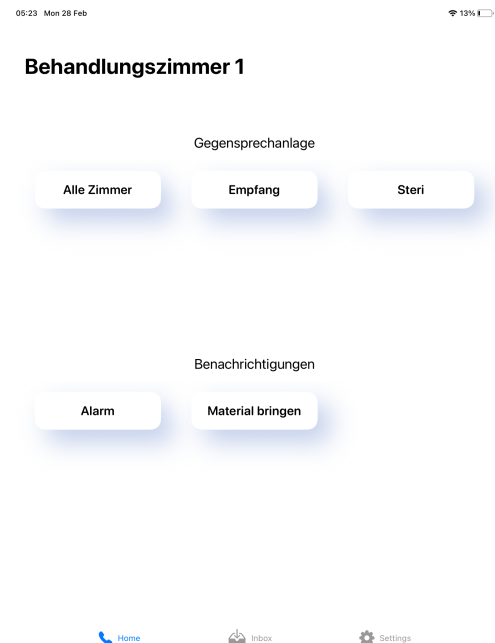 05:23 Mon 28 Feb 13%
Behandlungszimmer 1
Gegensprechanlage
Alle Zimmer Empfang Steri
Benachrichtigungen
Alarm Material bringen
Home Inbox Settings